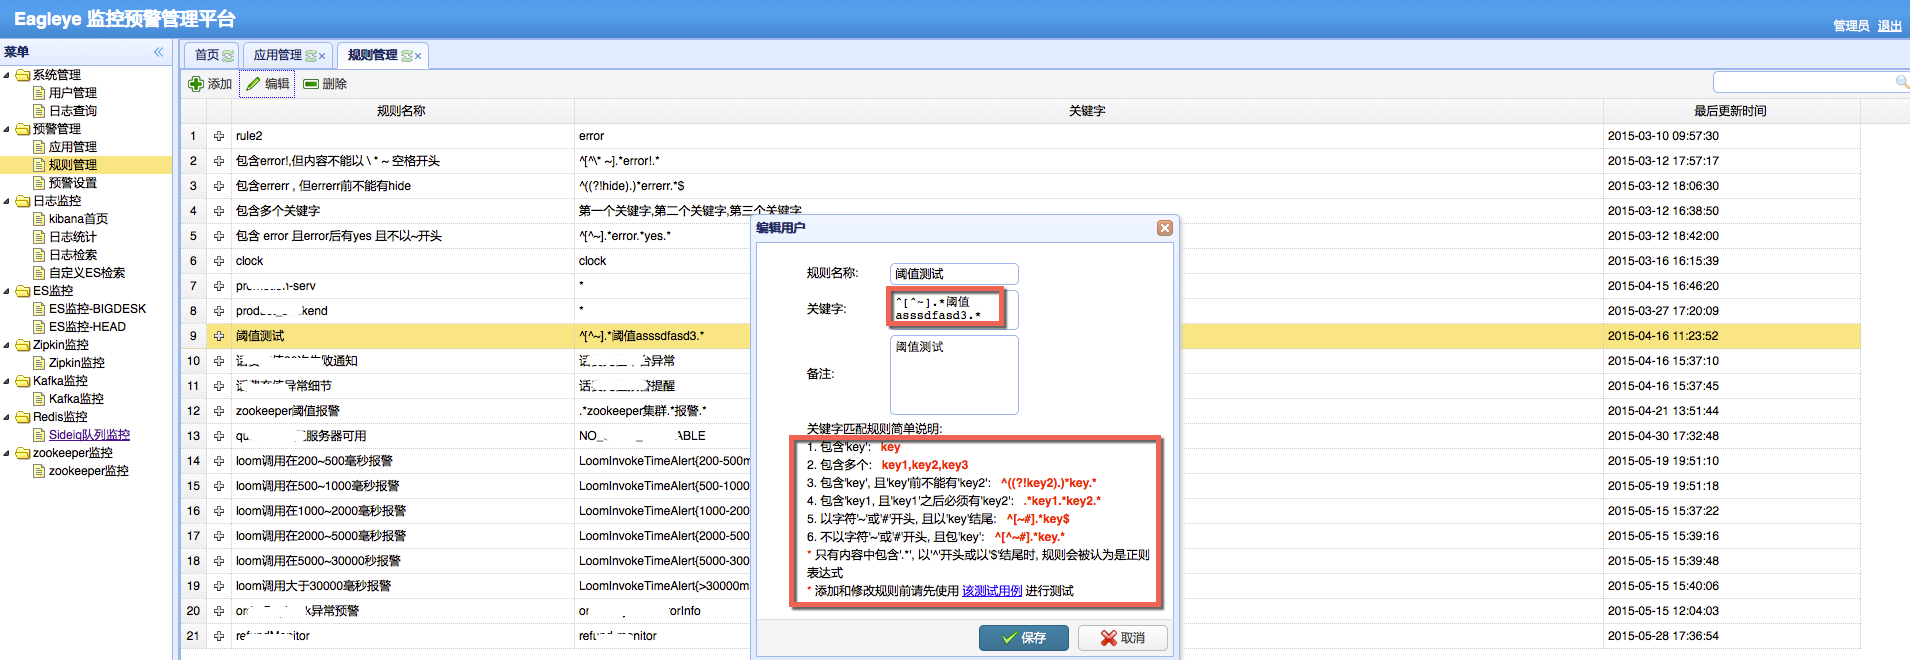 Eagleye 监控预警管理平台
管理员 退出
菜单
系统管理
用户管理
日志查询
预警管理
应用管理
规则管理
预警设置
日志监控
kibana首页
日志统计
日志检索
自定义ES检索
ES监控
ES监控-BIGDESK
ES监控-HEAD
Zipkin监控
Zipkin监控
Kafka监控
Kafka监控
Redis监控
Sideiq队列监控
zookeeper监控
zookeeper监控
首页 应用管理 规则管理
添加 编辑 删除
规则名称 关键字 最后更新时间
1 rule2 error 2015-03-10 09:57:30
2 包含error!,但内容不能以 \ * ~ 空格开头 ^[^\* ~].*error!.* 2015-03-12 17:57:17
3 包含errerr , 但errerr前不能有hide ^((?!hide).)*errerr.*$ 2015-03-12 18:06:30
4 包含多个关键字 第一个关键字,第二个关键字,第三个关键字 2015-03-12 16:38:50
5 包含 error 且error后有yes 且不以~开头 ^[^~].*error.*yes.* 2015-03-12 18:42:00
6 clock clock 2015-03-16 16:15:39
7 -serv * 2015-04-15 16:46:20
8 kend * 2015-03-27 17:20:09
9 阈值测试 ^[^~].*阈值asssdfasd3.* 2015-04-16 11:23:52
10 败通知 异常 2015-04-16 15:37:10
11 异常细节 提醒 2015-04-16 15:37:45
12 zookeeper阈值报警 .*zookeeper集群.*报警.* 2015-04-21 13:51:44
13 服务器可用 ABLE 2015-04-30 17:32:48
14 loom调用在200~500毫秒报警 LoomInvokeTimeAlert{200-500m 2015-05-19 19:51:10
15 loom调用在500~1000毫秒报警 LoomInvokeTimeAlert{500-1000 2015-05-19 19:51:18
16 loom调用在1000~2000毫秒报警 LoomInvokeTimeAlert{1000-200 2015-05-15 15:37:22
17 loom调用在2000~5000毫秒报警 LoomInvokeTimeAlert{2000-500 2015-05-15 15:39:16
18 loom调用在5000~30000秒报警 LoomInvokeTimeAlert{5000-300 2015-05-15 15:39:48
19 loom调用大于30000毫秒报警 LoomInvokeTimeAlert{>30000m 2015-05-15 15:40:06
20 异常预警 orInfo 2015-05-15 12:04:03
21 refundMonitor monitor 2015-05-28 17:36:54
编辑用户
规则名称: 阈值测试
关键字: ^[^~].*阈值
asssdfasd3.*
备注: 阈值测试
关键字匹配规则简单说明:
1. 包含'key': key
2. 包含多个: key1,key2,key3
3. 包含'key', 且'key'前不能有'key2': ^((?!key2).)*key.*
4. 包含'key1, 且'key1'之后必须有'key2': .*key1.*key2.*
5. 以字符'~'或'#'开头, 且以'key'结尾: ^[~#].*key$
6. 不以字符'~'或'#'开头, 且包'key': ^[^~#].*key.*
* 只有内容中包含'.*', 以'^'开头或以'$'结尾时, 规则会被认为是正则
表达式
* 添加和修改规则前请先使用 该测试用例 进行测试
保存 取消